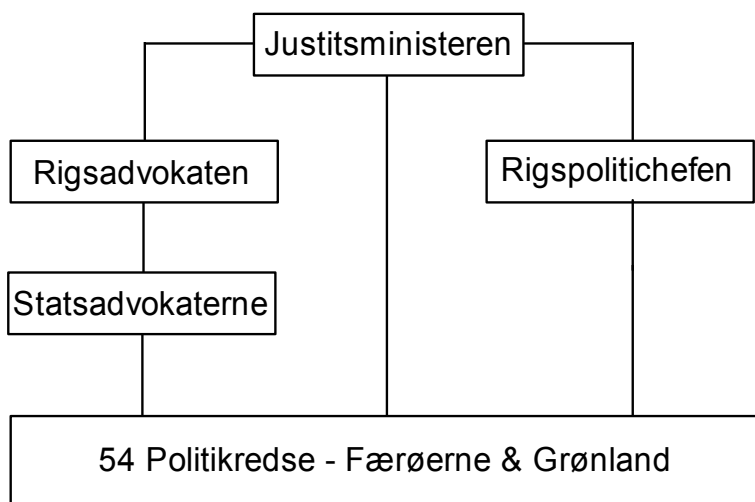 Justitsministeren
Rigsadvokaten
Rigspolitichefen
Statsadvokaterne
54 Politikredse - Færøerne & Grønland